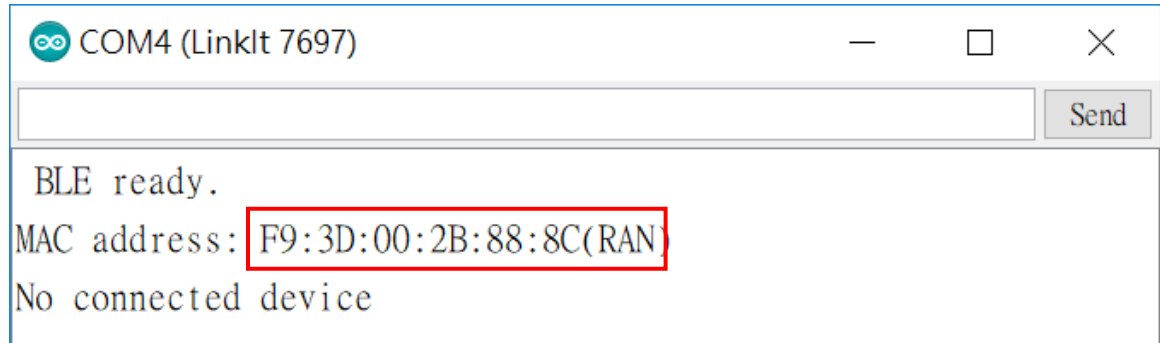 COM4 (LinkIt 7697)
Send
BLE ready.
MAC address: F9:3D:00:2B:88:8C(RAN)
No connected device